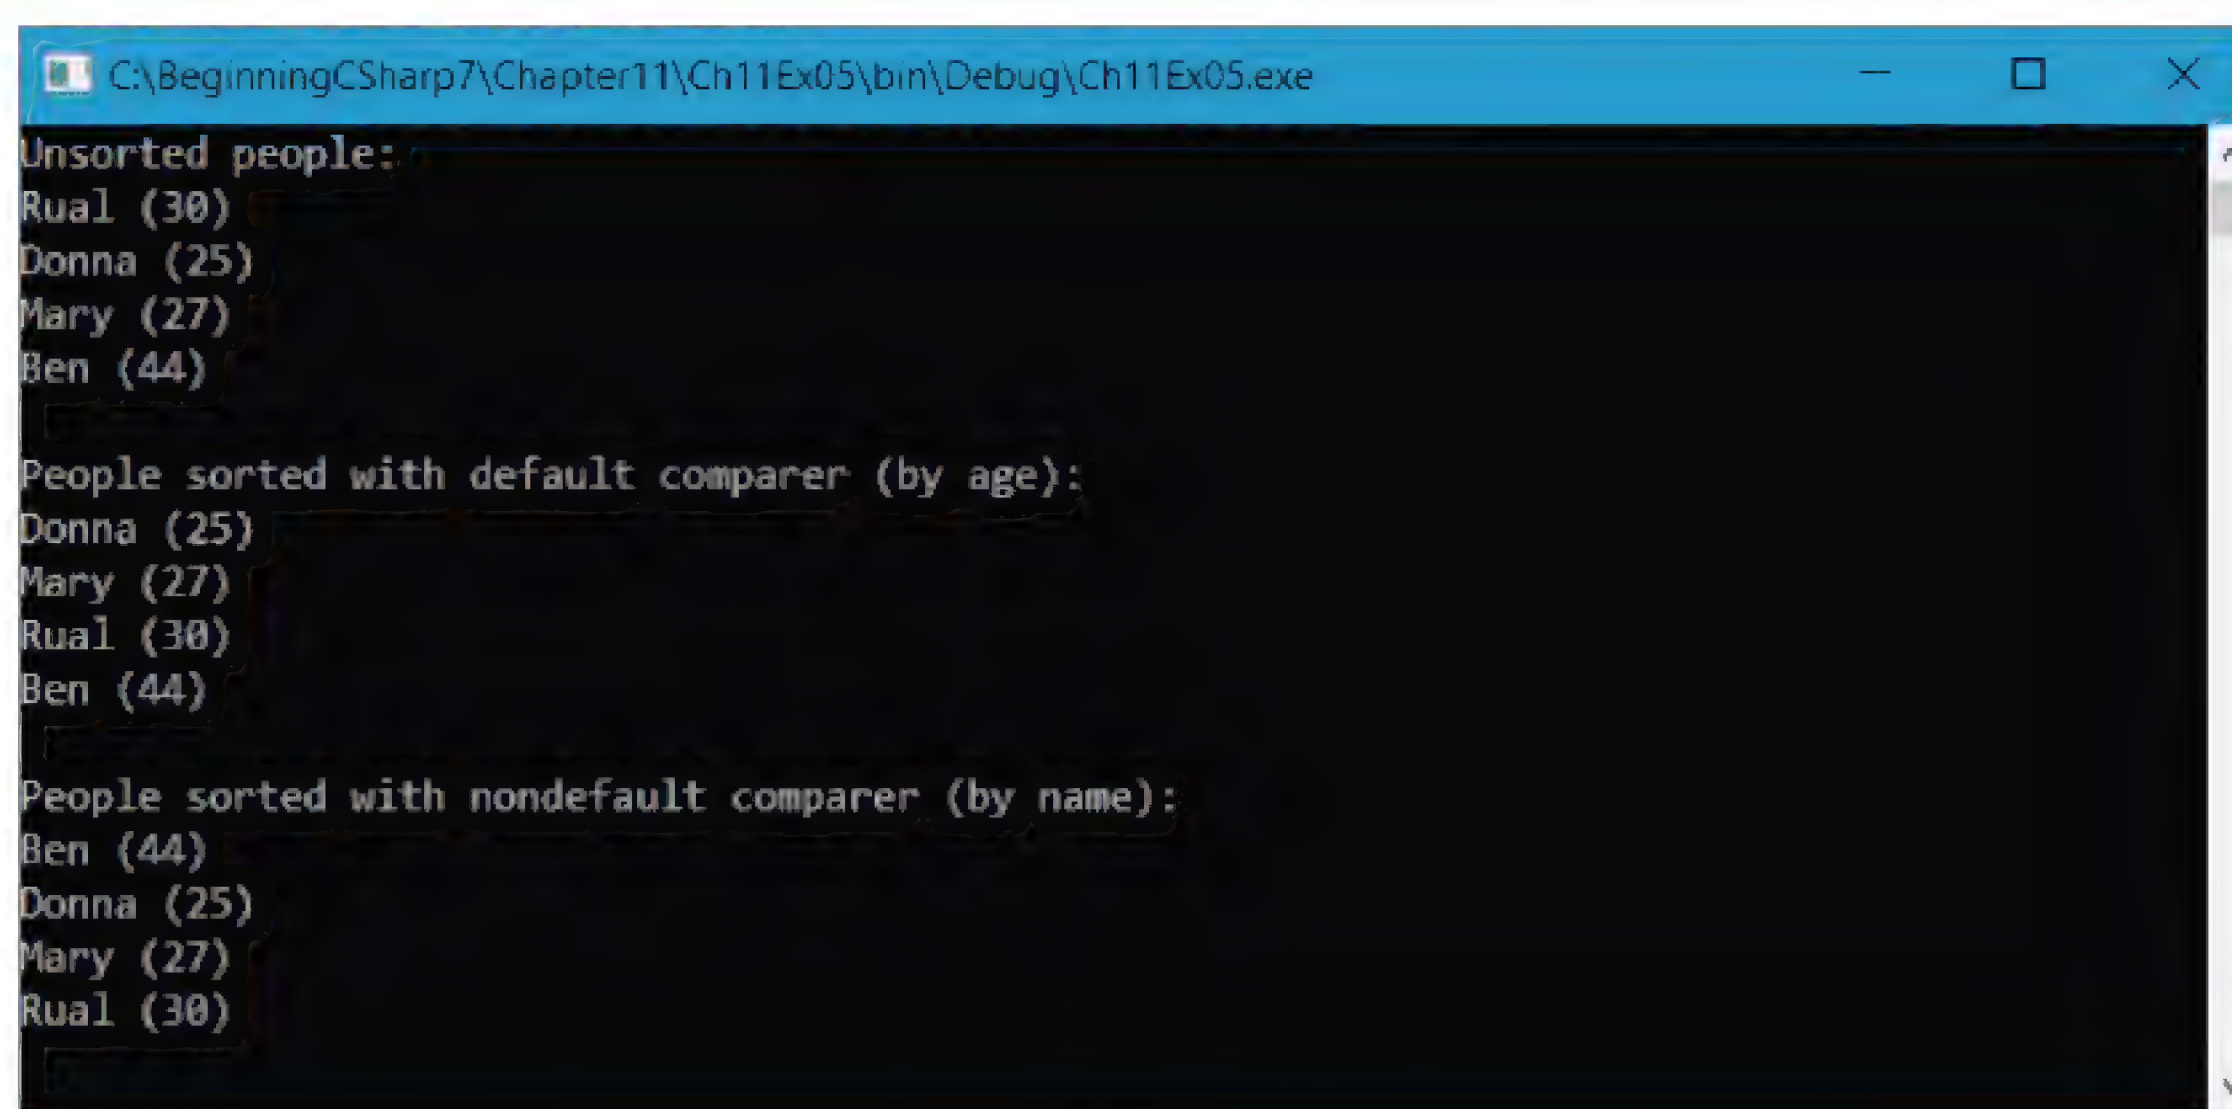 C:\BeginningCSharp7\Chapter11\Ch11Ex05\bin\Debug\Ch11Ex05.exe
Unsorted people:
Rual (30)
Donna (25)
Mary (27)
Ben (44)
People sorted with default comparer (by age):
Donna (25)
Mary (27)
Rual (30)
Ben (44)
People sorted with nondefault comparer (by name):
Ben (44)
Donna (25)
Mary (27)
Rual (30)